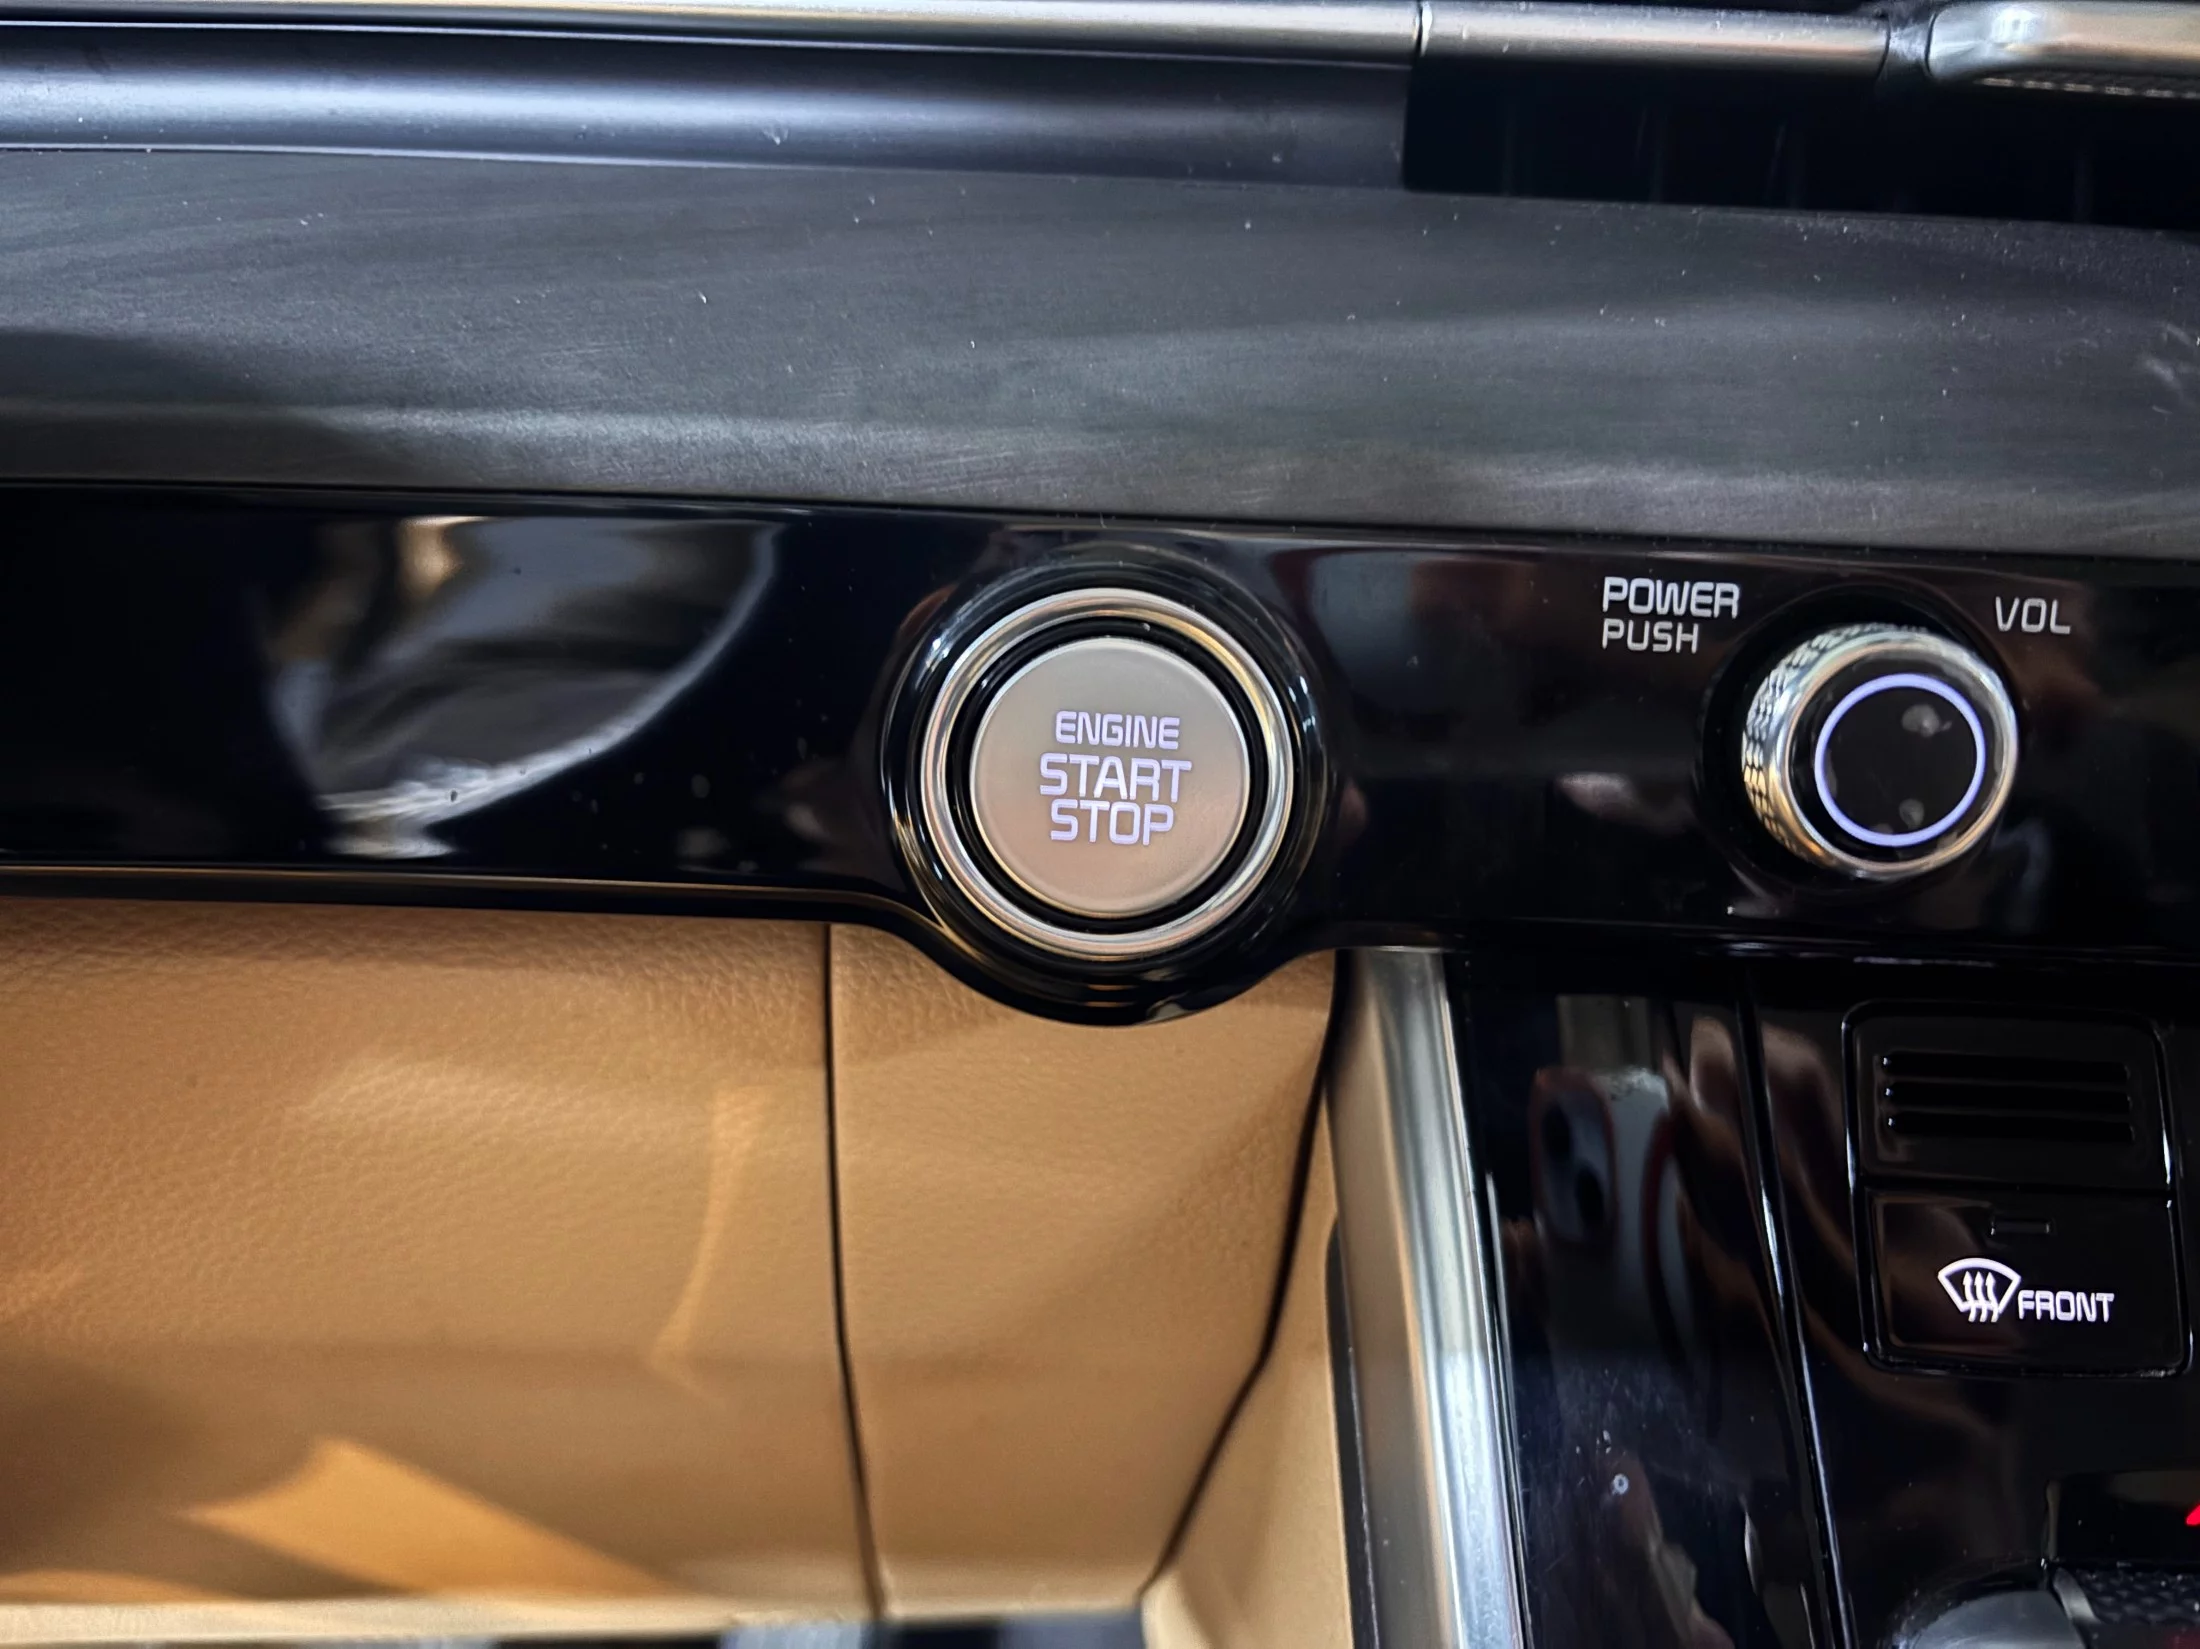 ENGINE
START
STOP
POWER
PUSH
VOL
FRONT